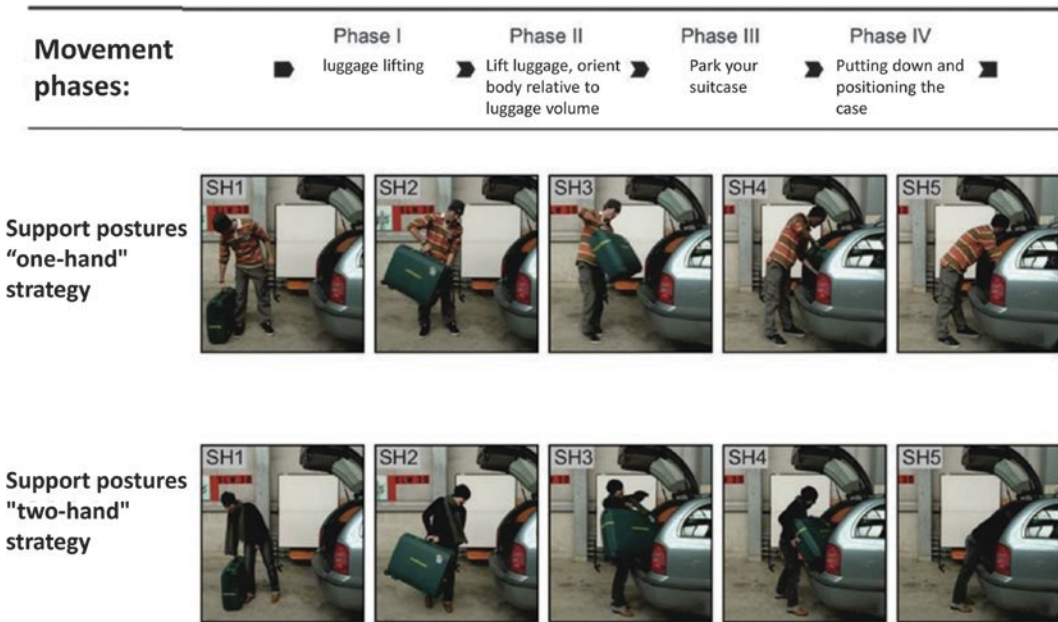 Movement
phases:
Phase I
luggage lifting
Phase II
Lift luggage, orient
body relative to
luggage volume
Phase III
Park your
suitcase
Phase IV
Putting down and
positioning the
case
Support postures
“one-hand"
strategy
SH1
SH2
SH3
SH4
SH5
Support postures
"two-hand"
strategy
SH1
SH2
SH3
SH4
SH5